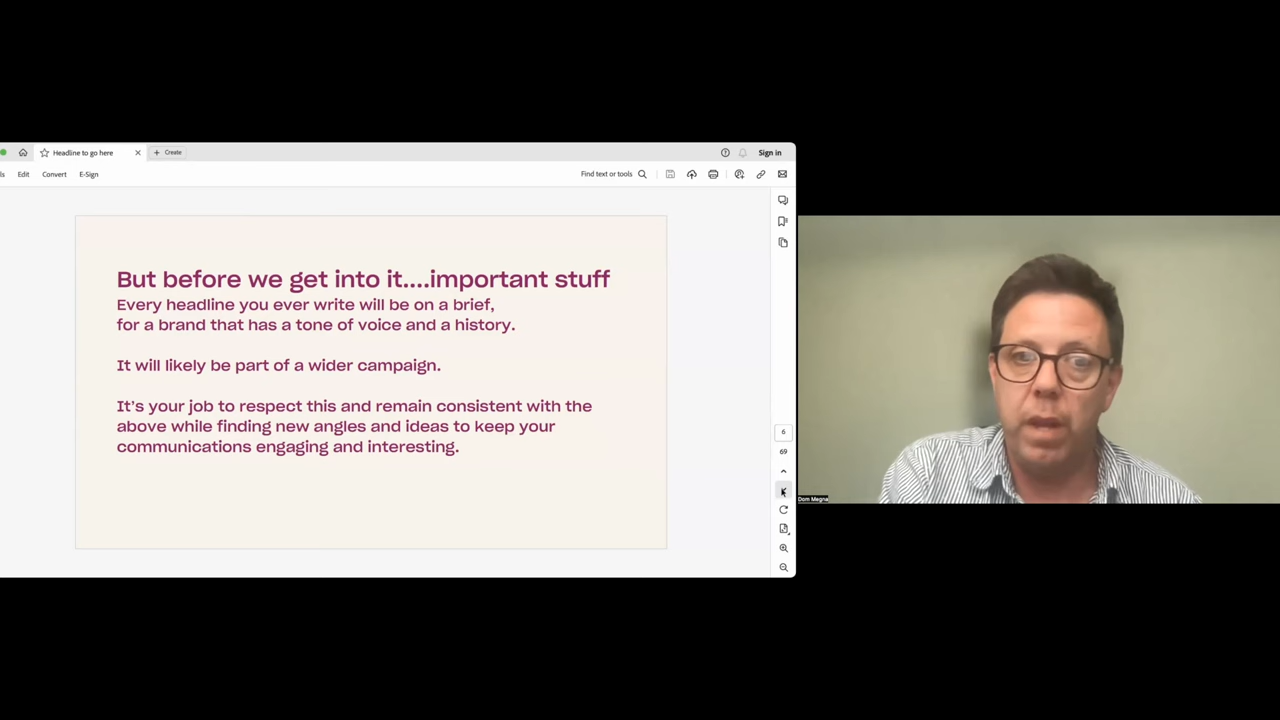 Headline to go here
Create
Sign in
ls
Edit
Convert
E-Sign
Find text or tools
But before we get into it....important stuff
Every headline you ever write will be on a brief,
for a brand that has a tone of voice and a history.
It will likely be part of a wider campaign.
It's your job to respect this and remain consistent with the
above while finding new angles and ideas to keep your
communications engaging and interesting.
6
69
Dom Megna